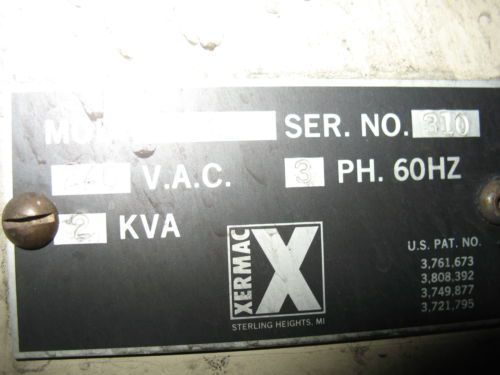 SER. NO. 310
V.A.C. 3 PH. 60HZ
2 KVA
XERMAC X
STERLING HEIGHTS, MI
U.S. PAT. NO.
3,761,673
3,808,392
3,749,877
3,721,795